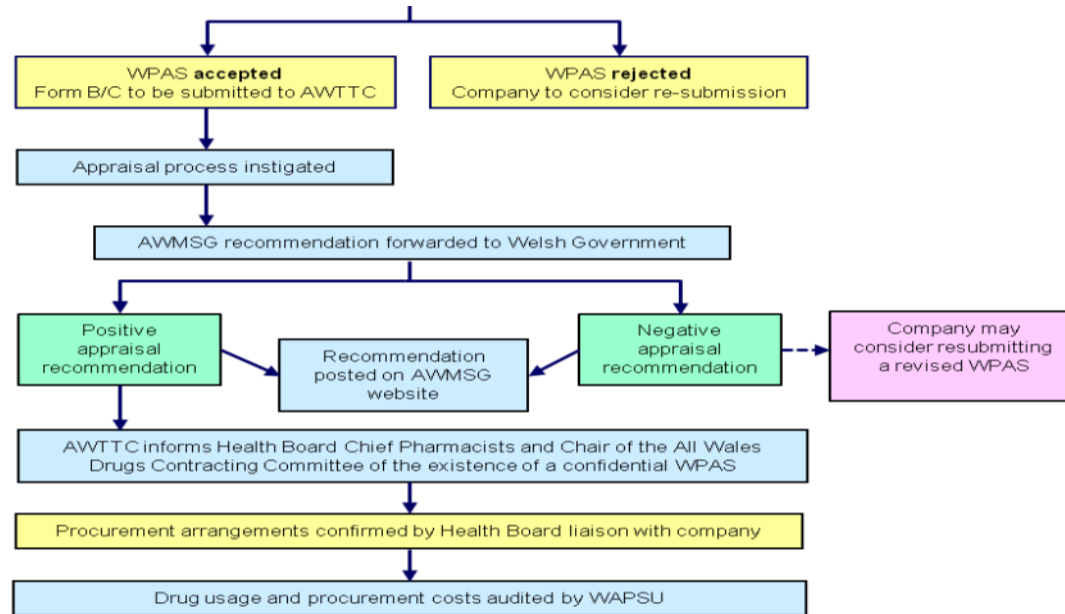 WPAS accepted
Form B/C to be submitted to AWTTC
WPAS rejected
Company to consider re-submission
Appraisal process instigated
AWMSG recommendation forwarded to Welsh Government
Positive
appraisal
recommendation
Recommendation
posted on AWMSG
website
Negative
appraisal
recommendation
Company may
consider resubmitting
a revised WPAS
AWTTC informs Health Board Chief Pharmacists and Chair of the All Wales
Drugs Contracting Committee of the existence of a confidential WPAS
Procurement arrangements confirmed by Health Board liaison with company
Drug usage and procurement costs audited by WAPSU